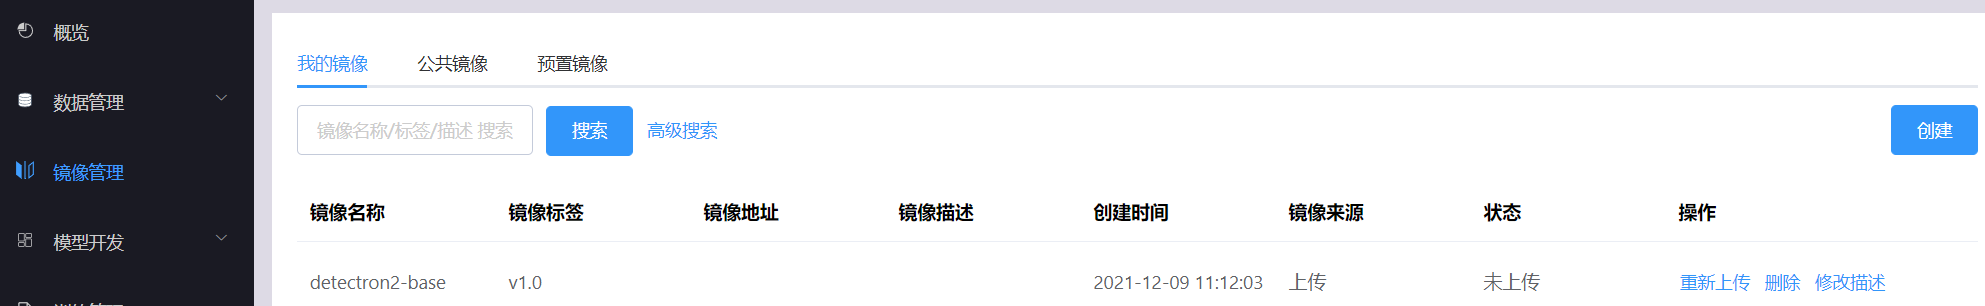 概览
数据管理
镜像管理
模型开发
我的镜像 公共镜像 预置镜像
镜像名称/标签/描述 搜索 搜索 高级搜索 创建
镜像名称 镜像标签 镜像地址 镜像描述 创建时间 镜像来源 状态 操作
detectron2-base v1.0 2021-12-09 11:12:03 上传 未上传 重新上传 删除 修改描述